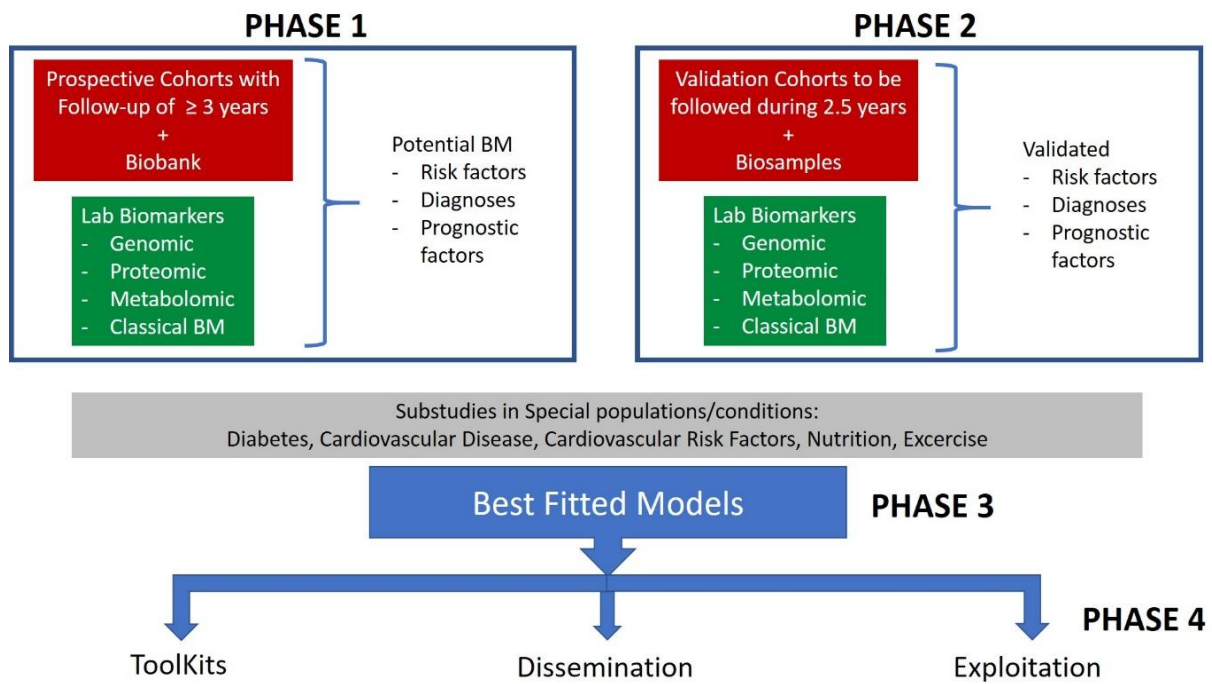 PHASE 1
Prospective Cohorts with
Follow-up of ≥ 3 years
+
Biobank
Lab Biomarkers
- Genomic
- Proteomic
- Metabolomic
- Classical BM
Potential BM
- Risk factors
- Diagnoses
- Prognostic
factors
PHASE 2
Validation Cohorts to be
followed during 2.5 years
+
Biosamples
Lab Biomarkers
- Genomic
- Proteomic
- Metabolomic
- Classical BM
Validated
- Risk factors
- Diagnoses
- Prognostic
factors
Substudies in Special populations/conditions:
Diabetes, Cardiovascular Disease, Cardiovascular Risk Factors, Nutrition, Excercise
Best Fitted Models
PHASE 3
PHASE 4
ToolKits
Dissemination
Exploitation